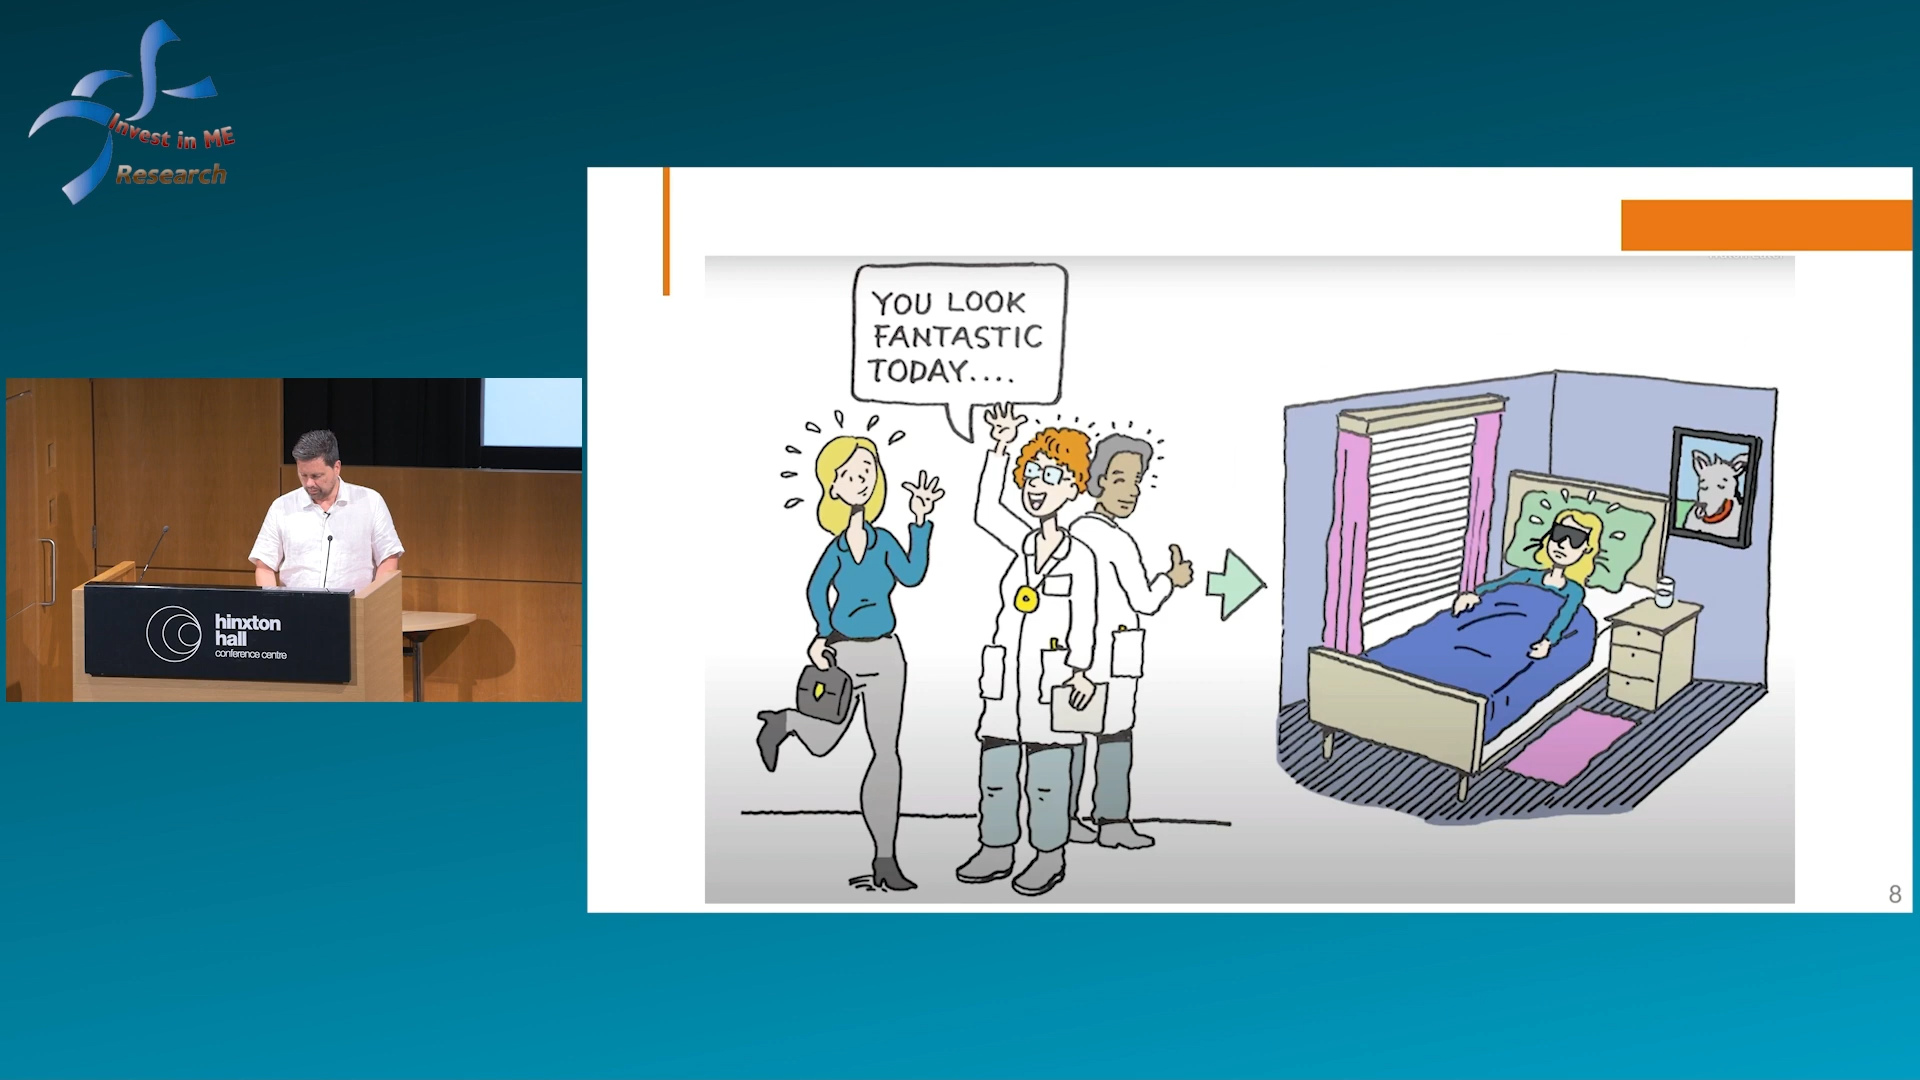 Invest in ME
Research
YOU LOOK
FANTASTIC
TODAY....
hinxton
hall
conference centre
8